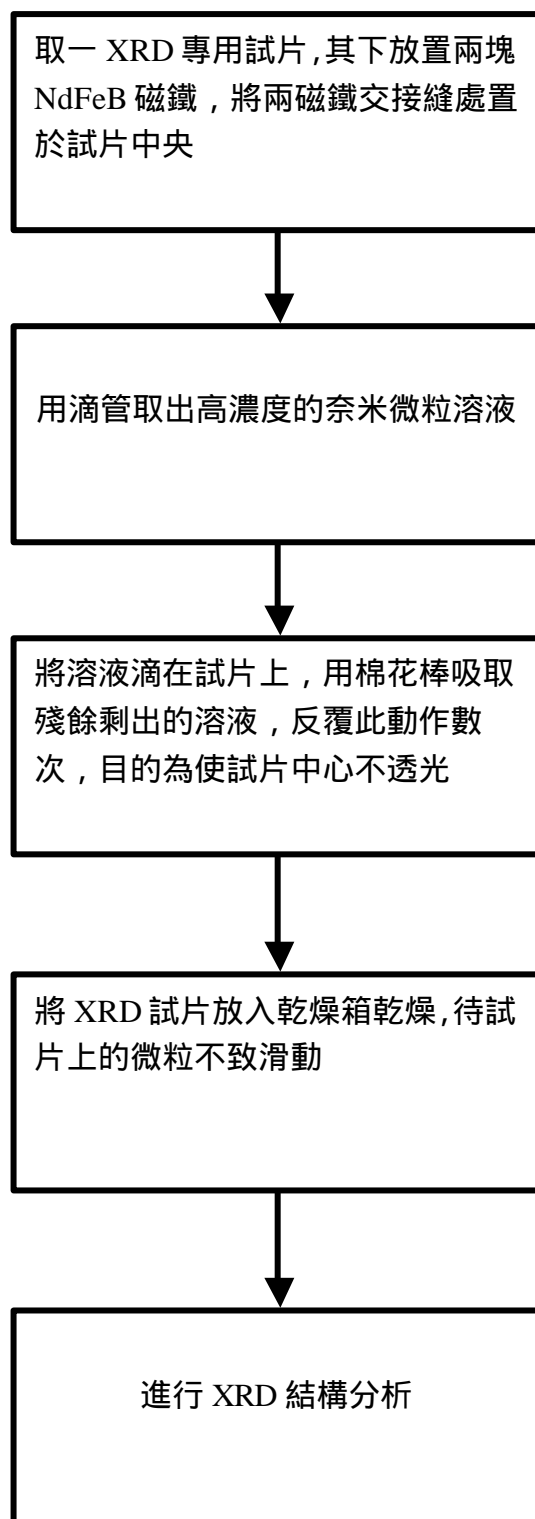 取一 XRD 專用試片,其下放置兩塊
NdFeB 磁鐵，將兩磁鐵交接縫處置
於試片中央
用滴管取出高濃度的奈米微粒溶液
將溶液滴在試片上，用棉花棒吸取
殘餘剩出的溶液，反覆此動作數
次，目的為使試片中心不透光
將 XRD 試片放入乾燥箱乾燥,待試
片上的微粒不致滑動
進行 XRD 結構分析